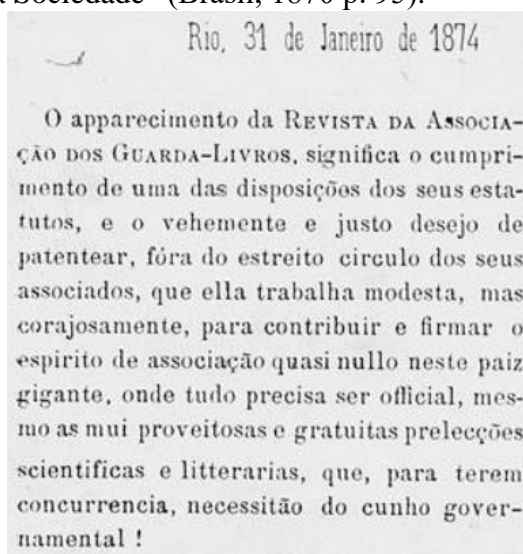 Sociedade" (Brasil, 1870 p. 95).
Rio, 31 de Janeiro de 1874
O apparecimento da REVISTA DA ASSOCIA-
ÇÃO DOS GUARDA-LIVROS, significa o cumpri-
mento de uma das disposições dos seus esta-
tutos, e o vehemente e justo desejo de
patentear, fóra do estreito circulo dos seus
associados, que ella trabalha modesta, mas
corajosamente, para contribuir e firmar o
espirito de associação quasi nullo neste paiz
gigante, onde tudo precisa ser official, mes-
mo as mui proveitosas e gratuitas prelecções
scientificas e litterarias, que, para terem
concurrencia, necessitão do cunho gover-
namental !